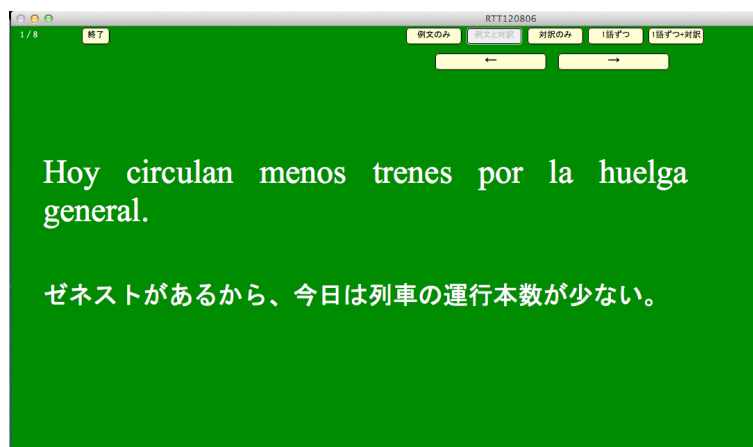 RTT120806
1 / 8 終了 例文のみ 例文と対訳 対訳のみ 1語ずつ 1語ずつ+対訳
← →
Hoy circulan menos trenes por la huelga
general.
ゼネストがあるから、今日は列車の運行本数が少ない。